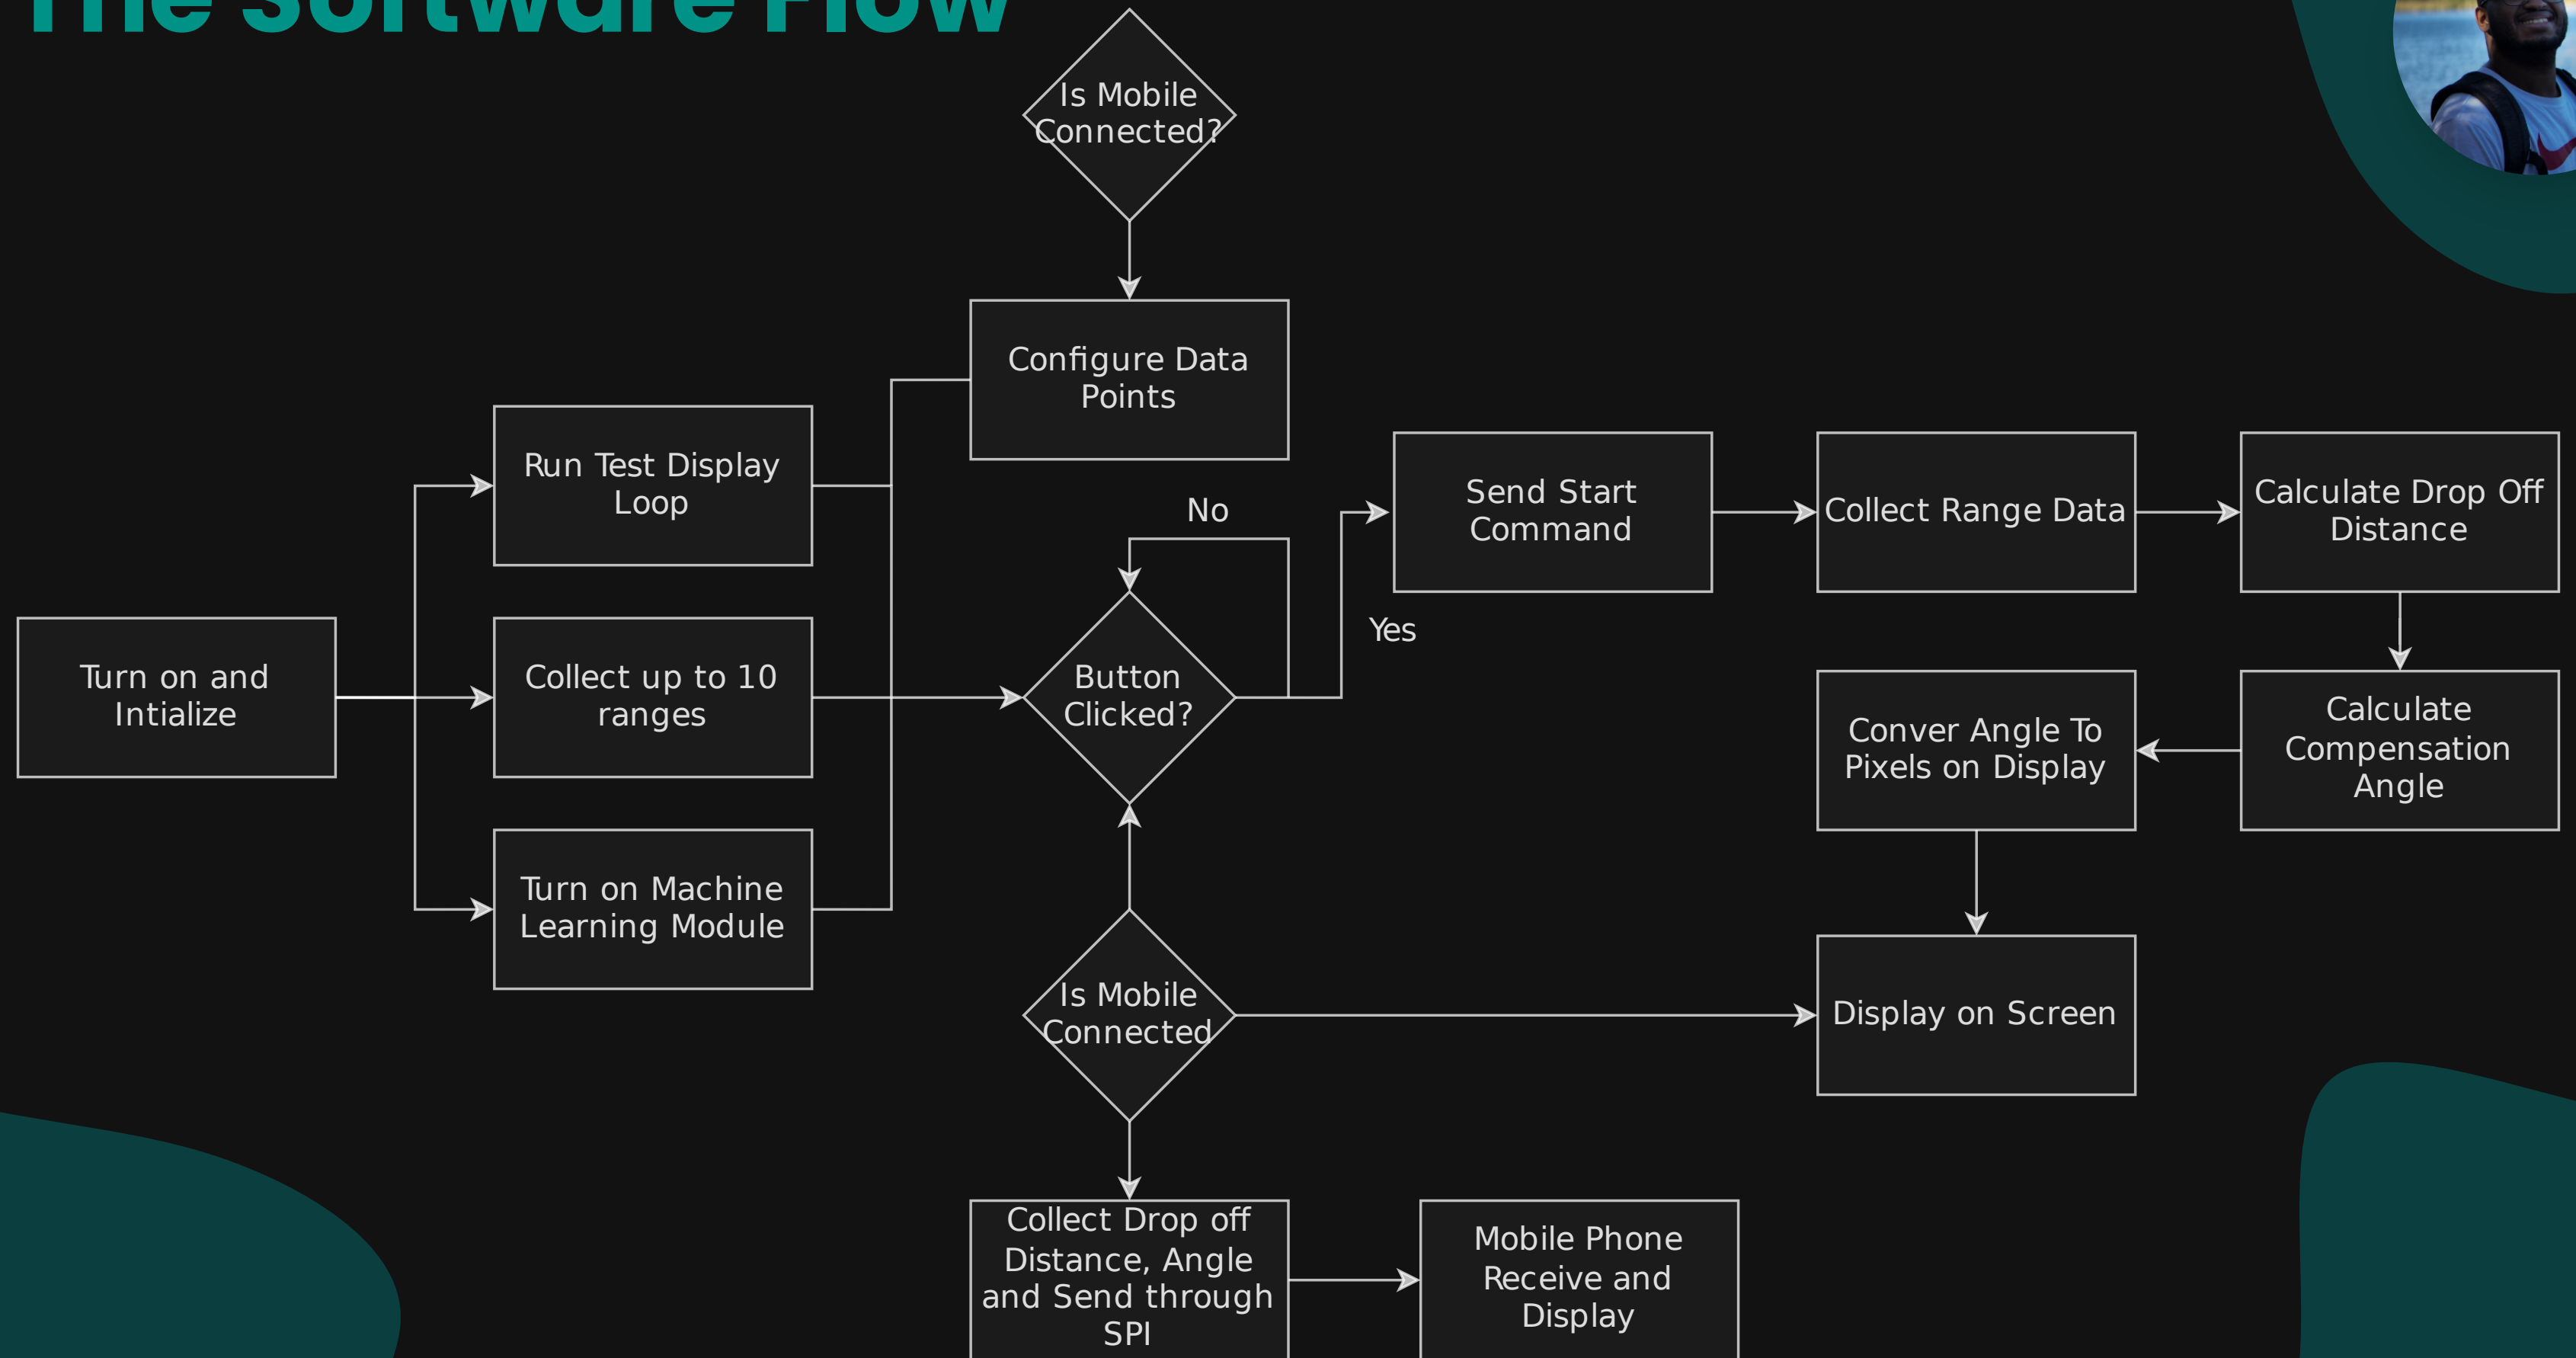 The Software Flow
Is Mobile
Connected?
Configure Data
Points
Run Test Display
Loop
No
Send Start
Command
Collect Range Data
Calculate Drop Off
Distance
Yes
Turn on and
Intialize
Collect up to 10
ranges
Button
Clicked?
Conver Angle To
Pixels on Display
Calculate
Compensation
Angle
Turn on Machine
Learning Module
Is Mobile
Connected
Display on Screen
Collect Drop off
Distance, Angle
and Send through
SPI
Mobile Phone
Receive and
Display